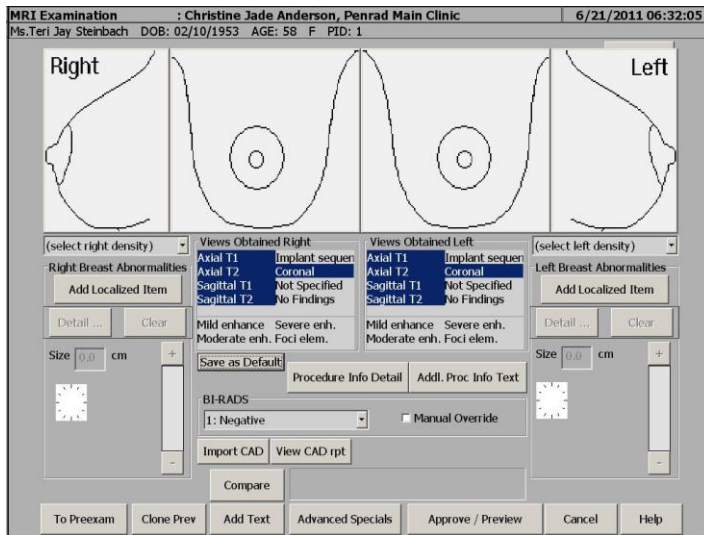 MRI Examination : Christine Jade Anderson, Penrad Main Clinic 6/21/2011 06:32:05
Ms.Teri Jay Steinbach DOB: 02/10/1953 AGE: 58 F PID: 1
Right Left
(select right density) Views Obtained Right Views Obtained Left (select left density)
Axial T1 Implant sequen Axial T1 Implant sequen
Right Breast Abnormalities Axial T2 Coronal Axial T2 Coronal Left Breast Abnormalities
Add Localized Item Sagittal T1 Not Specified Sagittal T1 Not Specified Add Localized Item
Sagittal T2 No Findings Sagittal T2 No Findings
Detail ... Clear Mild enhance Severe enh. Mild enhance Severe enh. Detail ... Clear
Moderate enh. Foci elem. Moderate enh. Foci elem.
Size 0.0 cm + Save as Default Size 0.0 cm +
Procedure Info Detail Addl. Proc Info Text
BI-RADS
1: Negative Manual Override
Import CAD View CAD rpt
- -
Compare
To Preexam Clone Prev Add Text Advanced Specials Approve / Preview Cancel Help